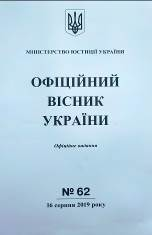 МІНІСТЕРСТВО ЮСТИЦІЇ УКРАЇНИ
ОФІЦІЙНИЙ
ВІСНИК
УКРАЇНИ
Офіційне видання
№ 62
16 серпня 2019 року